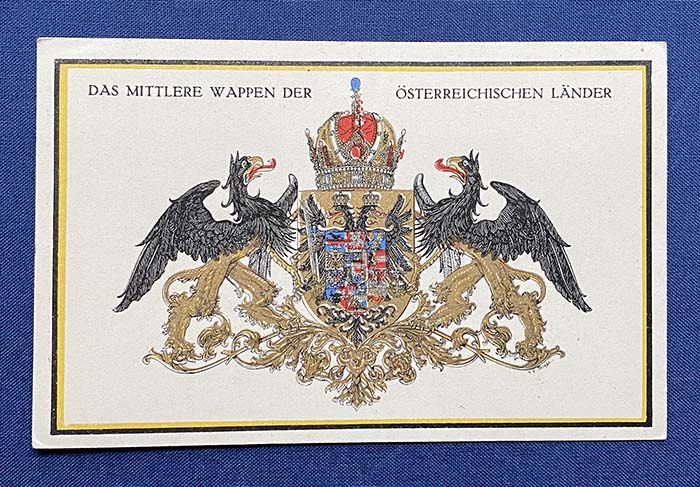 DAS MITTLERE WAPPEN DER ÖSTERREICHISCHEN LÄNDER